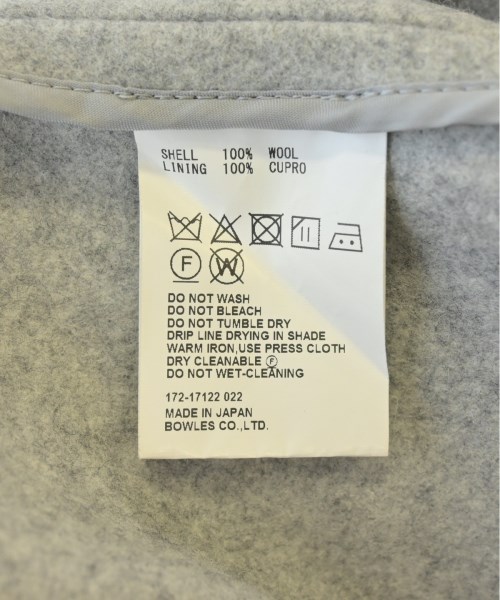 SHELL 100% WOOL
LINING 100% CUPRO
F W
DO NOT WASH
DO NOT BLEACH
DO NOT TUMBLE DRY
DRIP LINE DRYING IN SHADE
WARM IRON,USE PRESS CLOTH
DRY CLEANABLE Ⓕ
DO NOT WET-CLEANING
172-17122 022
MADE IN JAPAN
BOWLES CO.,LTD.